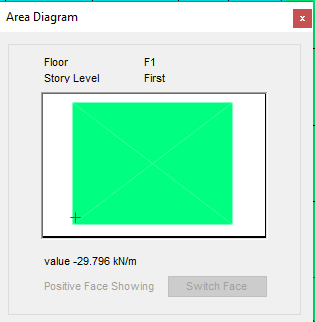 Area Diagram
x
Floor F1
Story Level First
value -29.796 kN/m
Positive Face Showing Switch Face